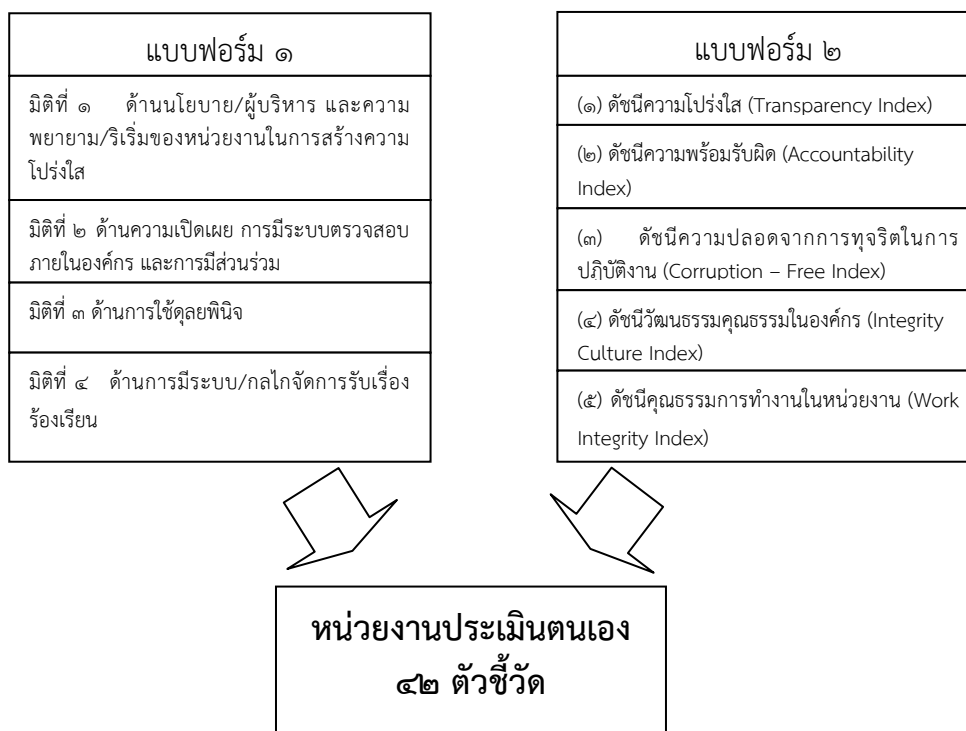 แบบฟอร์ม ๑
มิติที่ ๑ ด้านนโยบาย/ผู้บริหาร และความ
พยายาม/ริเริ่มของหน่วยงานในการสร้างความ
โปร่งใส
มิติที่ ๒ ด้านความเปิดเผย การมีระบบตรวจสอบ
ภายในองค์กร และการมีส่วนร่วม
มิติที่ ๓ ด้านการใช้ดุลยพินิจ
มิติที่ ๔ ด้านการมีระบบ/กลไกจัดการรับเรื่อง
ร้องเรียน
แบบฟอร์ม ๒
(๑) ดัชนีความโปร่งใส (Transparency Index)
(๒) ดัชนีความพร้อมรับผิด (Accountability
Index)
(๓) ดัชนีความปลอดจากการทุจริตในการ
ปฏิบัติงาน (Corruption – Free Index)
(๔) ดัชนีวัฒนธรรมคุณธรรมในองค์กร (Integrity
Culture Index)
(๕) ดัชนีคุณธรรมการทำงานในหน่วยงาน (Work
Integrity Index)
หน่วยงานประเมินตนเอง
๔๒ ตัวชี้วัด